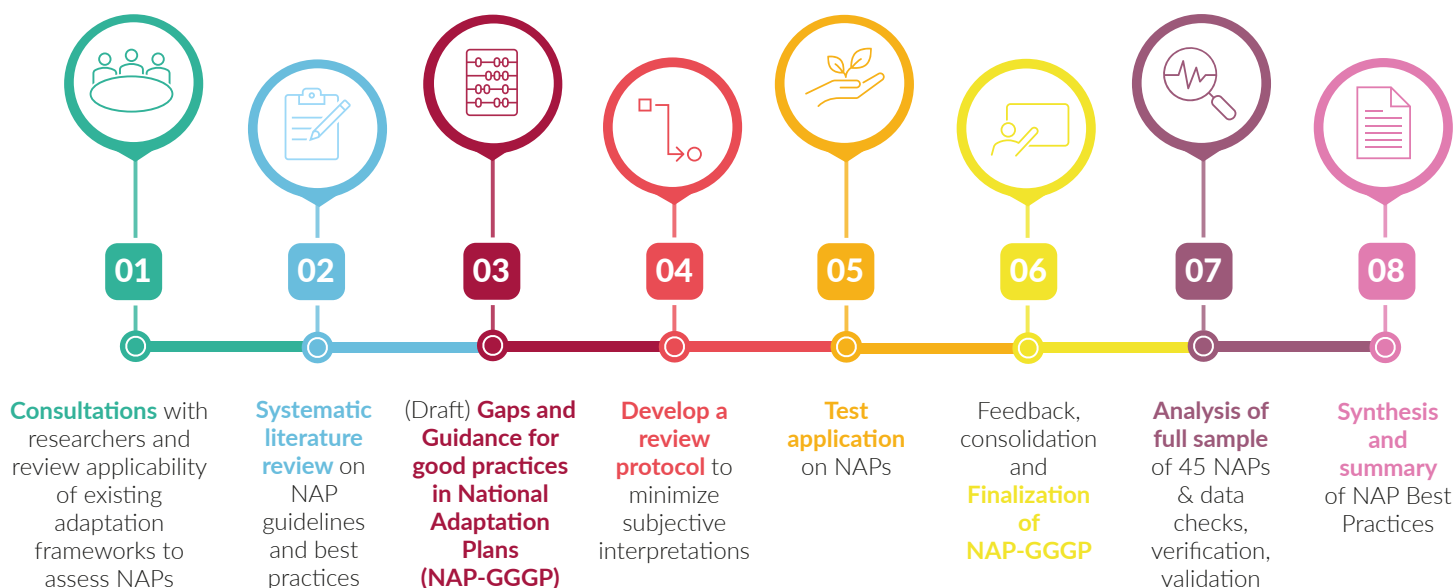 01
02
03
04
05
06
07
08
Consultations with
researchers and
review applicability
of existing
adaptation
frameworks to
assess NAPs
Systematic
literature
review on
NAP
guidelines
and best
practices
(Draft) Gaps and
Guidance for
good practices
in National
Adaptation
Plans
(NAP-GGGP)
Develop a
review
protocol to
minimize
subjective
interpretations
Test
application
on NAPs
Feedback,
consolidation
and
Finalization
of
NAP-GGGP
Analysis of
full sample
of 45 NAPs
& data
checks,
verification,
validation
Synthesis
and
summary
of NAP Best
Practices